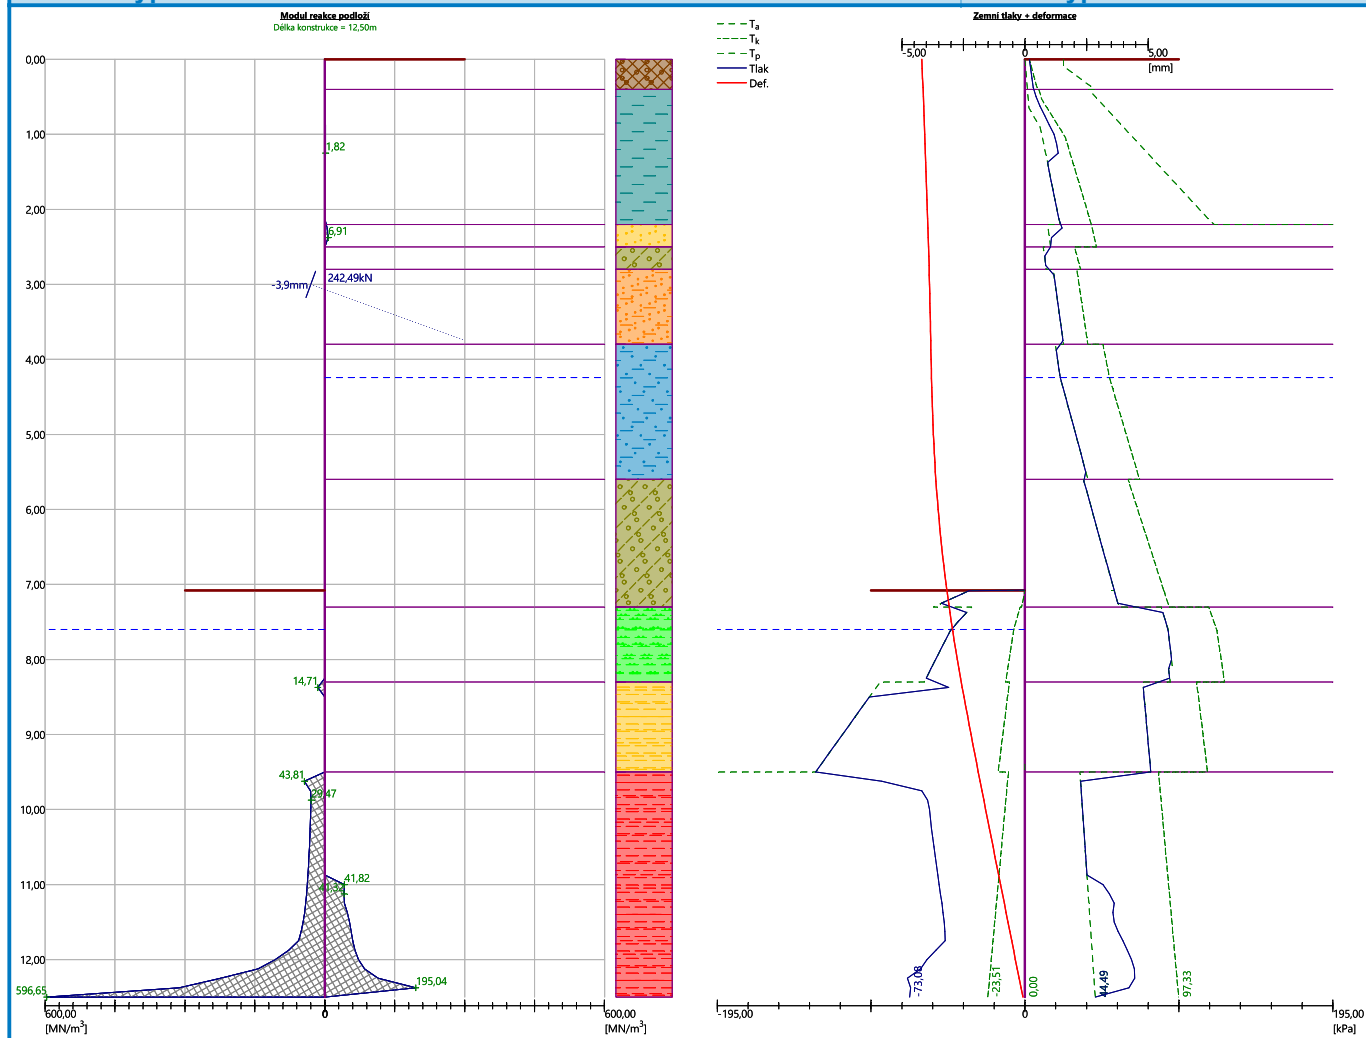 Modul reakce podloží
Délka konstrukce = 12,50m
Zemní tlaky + deformace
Ta
Tk
Tp
Tlak
Def.
-5,00
0
5,00
[mm]
0,00
1,00
2,00
3,00
4,00
5,00
6,00
7,00
8,00
9,00
10,00
11,00
12,00
1,82
6,91
-3,9mm
242,49kN
14,71
43,81
29,47
41,82
195,04
596,65
600,00
[MN/m³]
0
600,00
[MN/m³]
-73,08
-23,51
0,00
44,49
97,33
-195,00
0
195,00
[kPa]